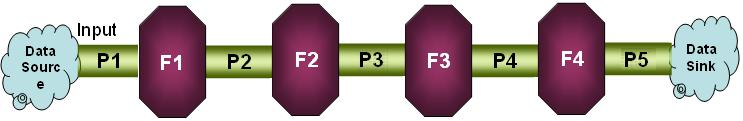 Input
Data
Sourc
e
P1
F1
P2
F2
P3
F3
P4
F4
P5
Data
Sink